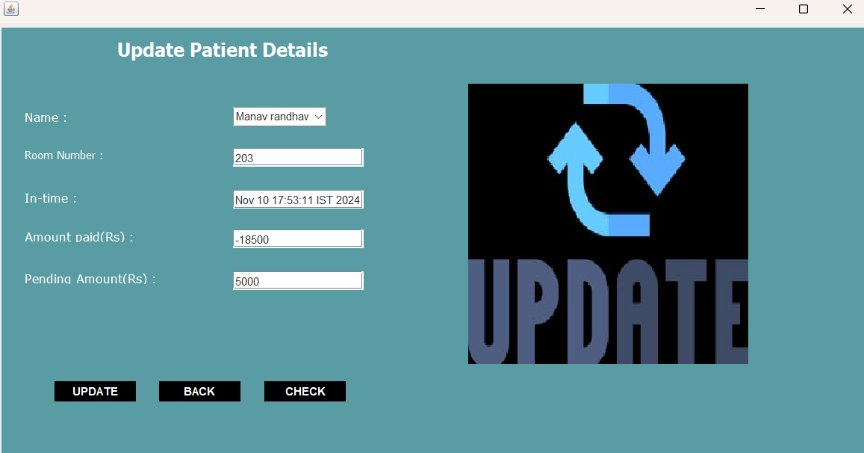 Update Patient Details
Name :
Manav randhav
Room Number :
203
In-time :
Nov 10 17:53:11 IST 2024
Amount paid(Rs) :
-18500
Pending Amount(Rs) :
5000
UPDATE
BACK
CHECK
UPDATE